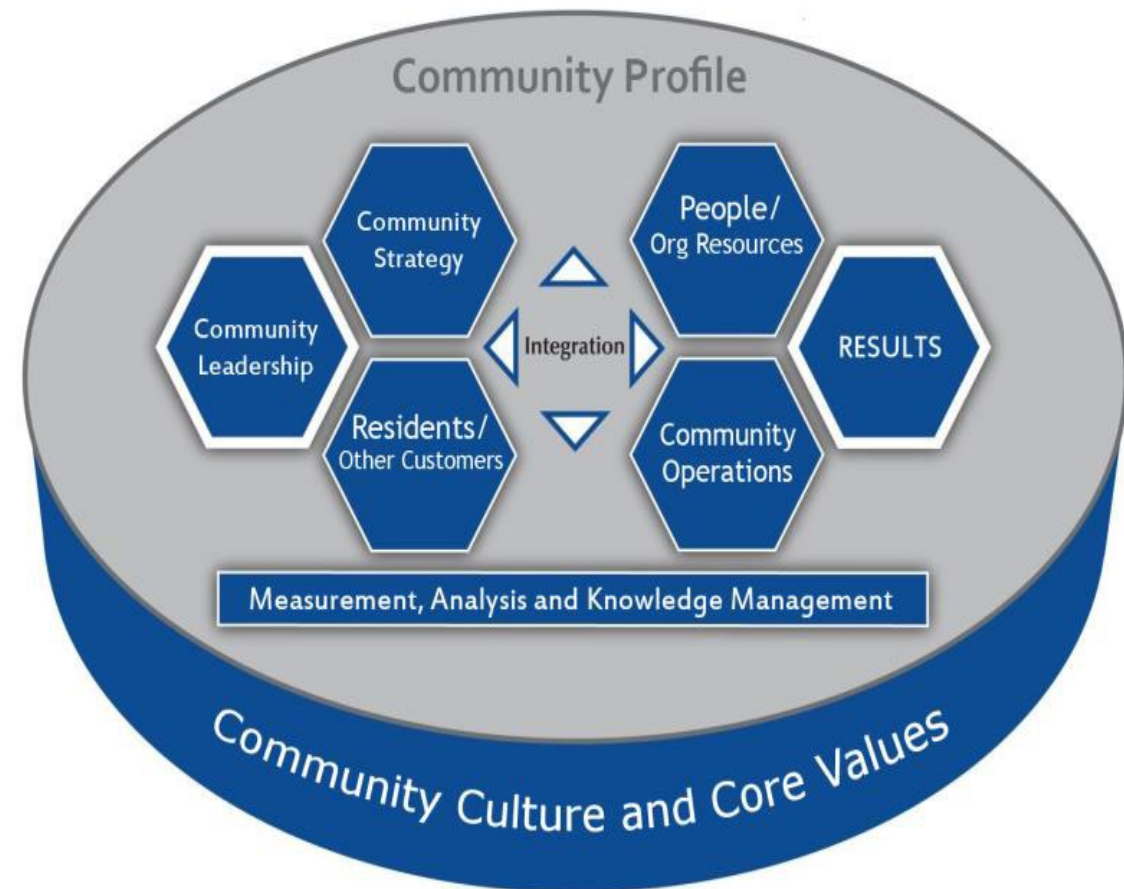 Community Profile
Community
Strategy
People/
Org Resources
Community
Leadership
Integration
RESULTS
Residents/
Other Customers
Community
Operations
Measurement, Analysis and Knowledge Management
Community Culture and Core Values